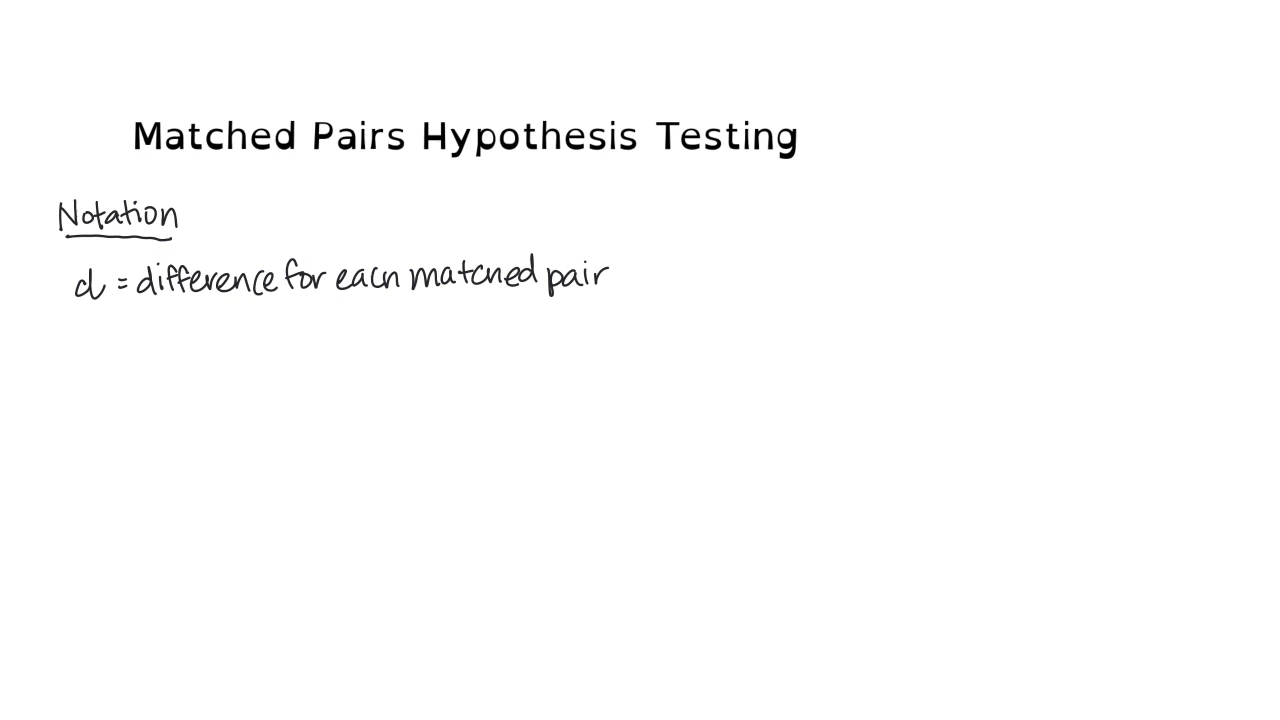 Matched Pairs Hypothesis Testing
Notation
d = difference for each matched pair